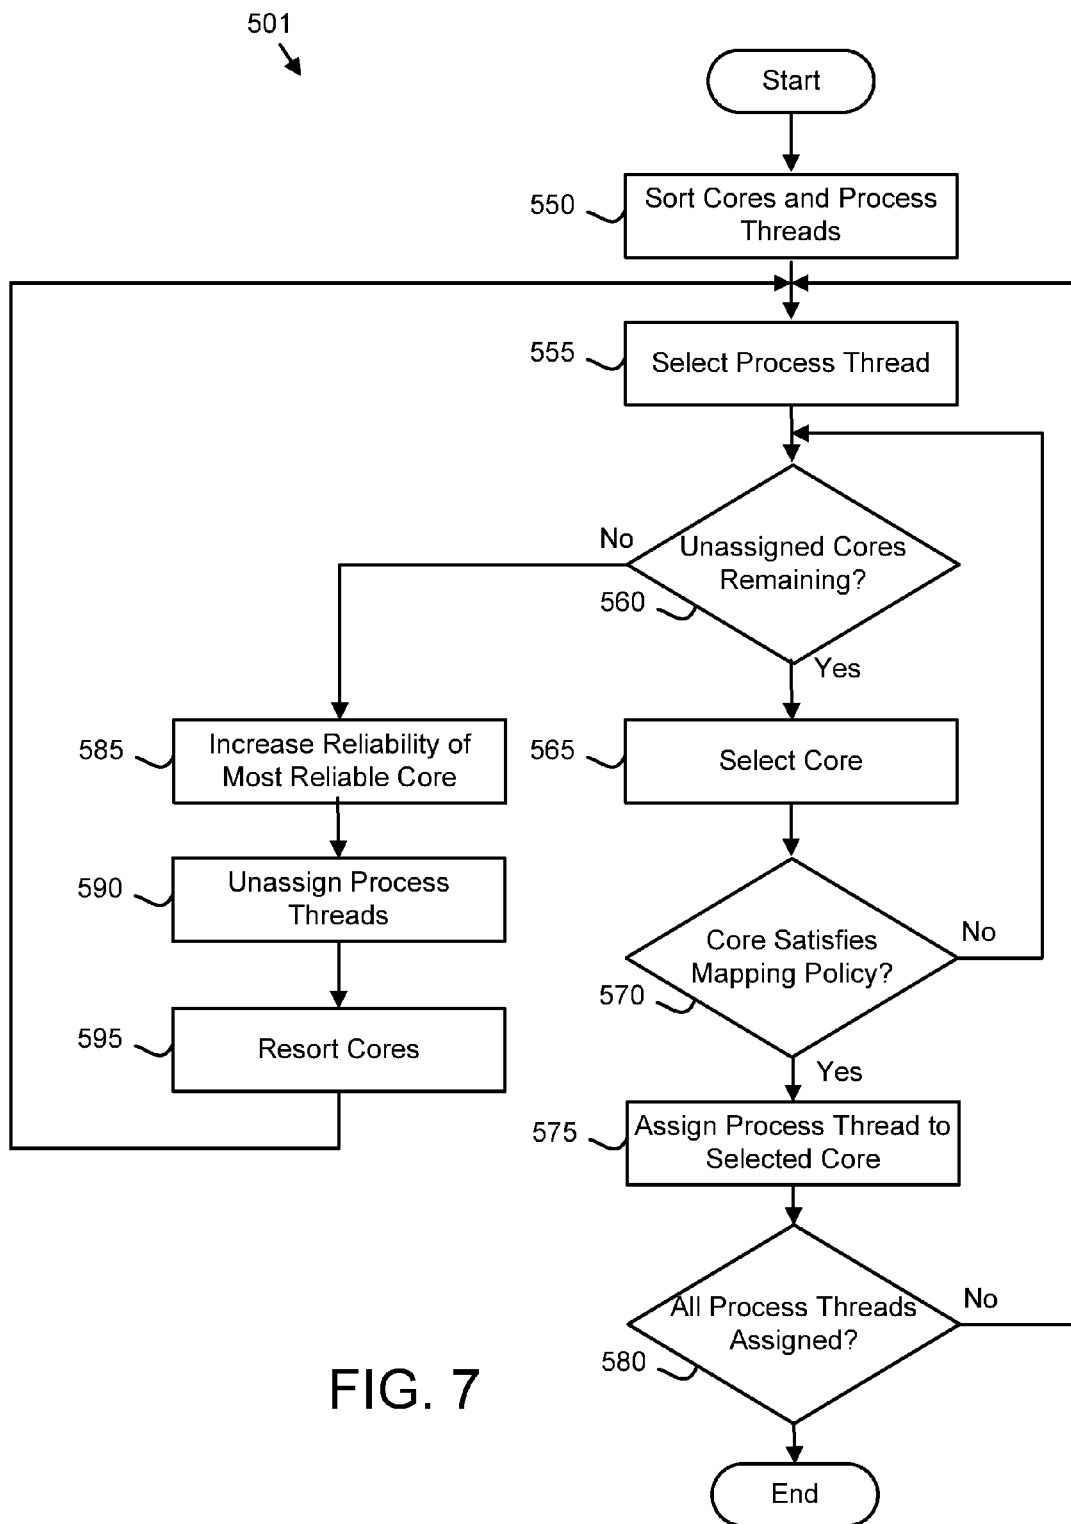 501
Start
550
Sort Cores and Process
Threads
555
Select Process Thread
No
Unassigned Cores
Remaining?
560
Yes
585
Increase Reliability of
Most Reliable Core
565
Select Core
590
Unassign Process
Threads
Core Satisfies
Mapping Policy?
No
570
595
Resort Cores
Yes
575
Assign Process Thread to
Selected Core
All Process Threads
Assigned?
No
580
FIG. 7
End